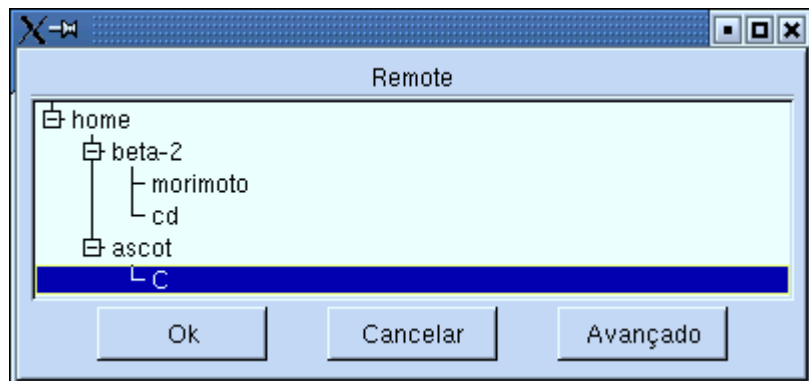 Remote
home
beta-2
morimoto
cd
ascot
C
Ok Cancelar Avançado